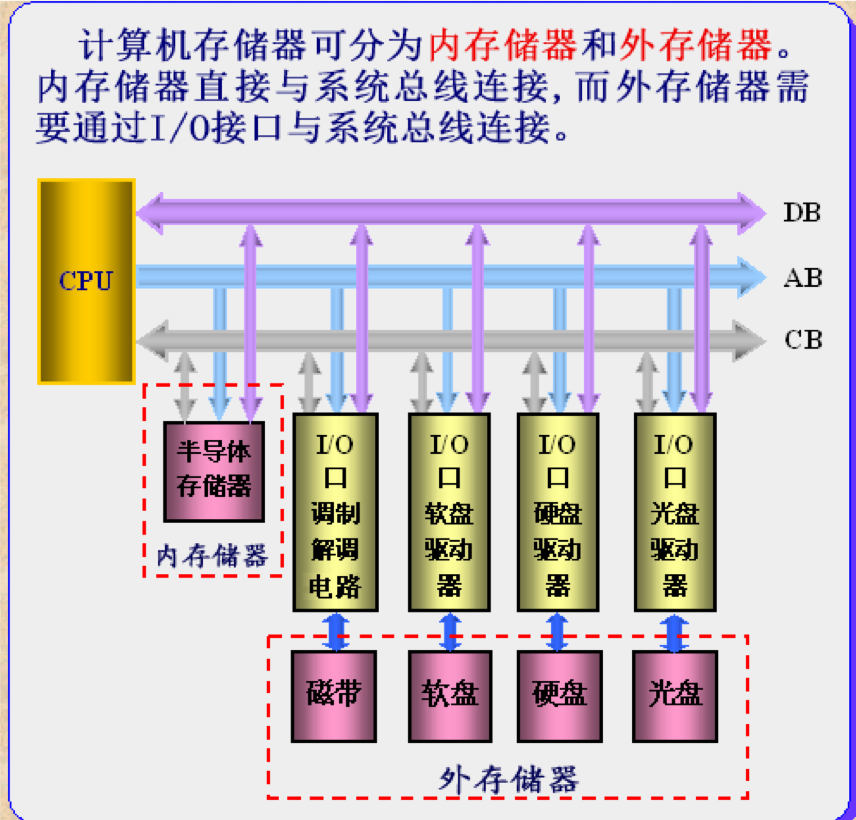 计算机存储器可分为内存储器和外存储器。
内存储器直接与系统总线连接,而外存储器需
要通过I/O接口与系统总线连接。
DB
CPU
AB
CB
半导体
存储器
内存储器
I/O
口
调制
解调
电路
I/O
口
软盘
驱动
器
I/O
口
硬盘
驱动
器
I/O
口
光盘
驱动
器
磁带
软盘
硬盘
光盘
外存储器